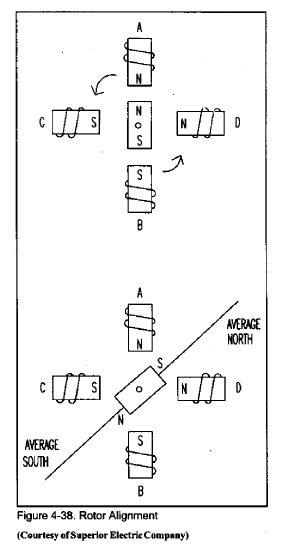 A
N
C S N S N D
S
B
A
N
AVERAGE
NORTH
S
C S N D
N
AVERAGE
SOUTH
S
B
Figure 4-38. Rotor Alignment
(Courtesy of Superior Electric Company)